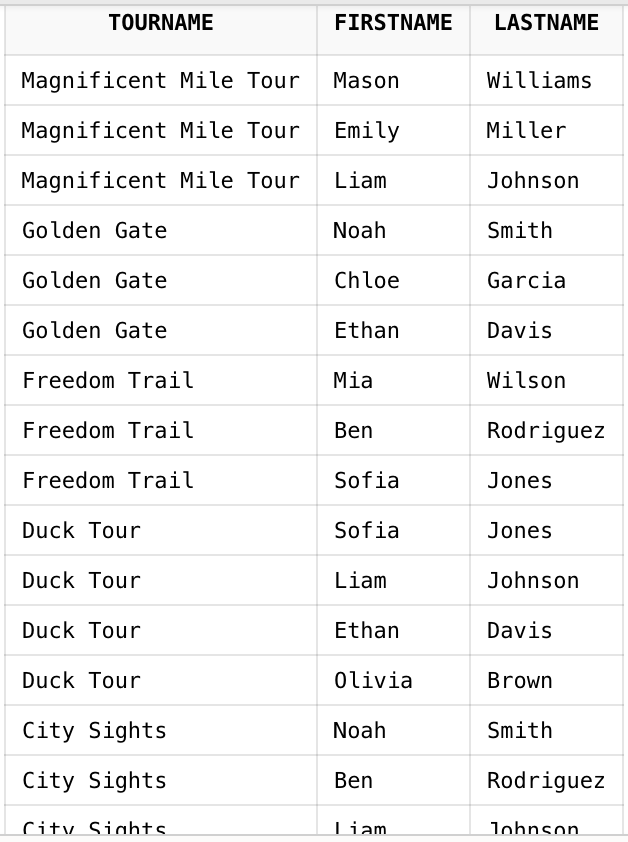 TOURNAME FIRSTNAME LASTNAME
Magnificent Mile Tour Mason Williams
Magnificent Mile Tour Emily Miller
Magnificent Mile Tour Liam Johnson
Golden Gate Noah Smith
Golden Gate Chloe Garcia
Golden Gate Ethan Davis
Freedom Trail Mia Wilson
Freedom Trail Ben Rodriguez
Freedom Trail Sofia Jones
Duck Tour Sofia Jones
Duck Tour Liam Johnson
Duck Tour Ethan Davis
Duck Tour Olivia Brown
City Sights Noah Smith
City Sights Ben Rodriguez
City Sights Liam Johnson